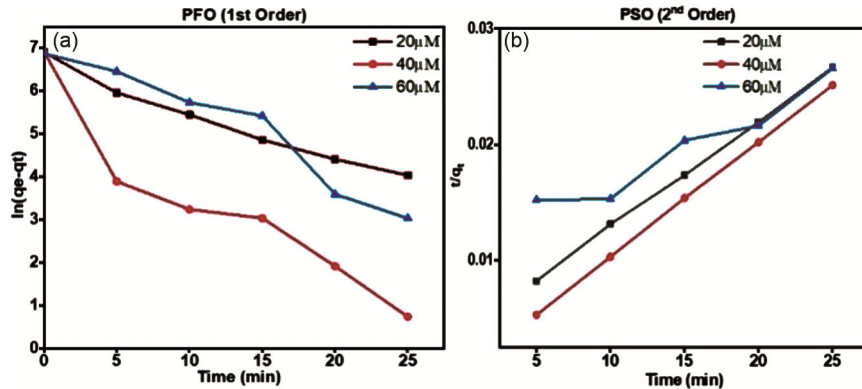 PFO (1st Order)
(a)
20µM
40µM
60µM
ln(qe-qt)
7
6
5
4
3
2
1
0
0 5 10 15 20 25
Time (min)
PSO (2nd Order)
(b)
20µM
40µM
60µM
t/qt
0.03
0.02
0.01
5 10 15 20 25
Time (min)